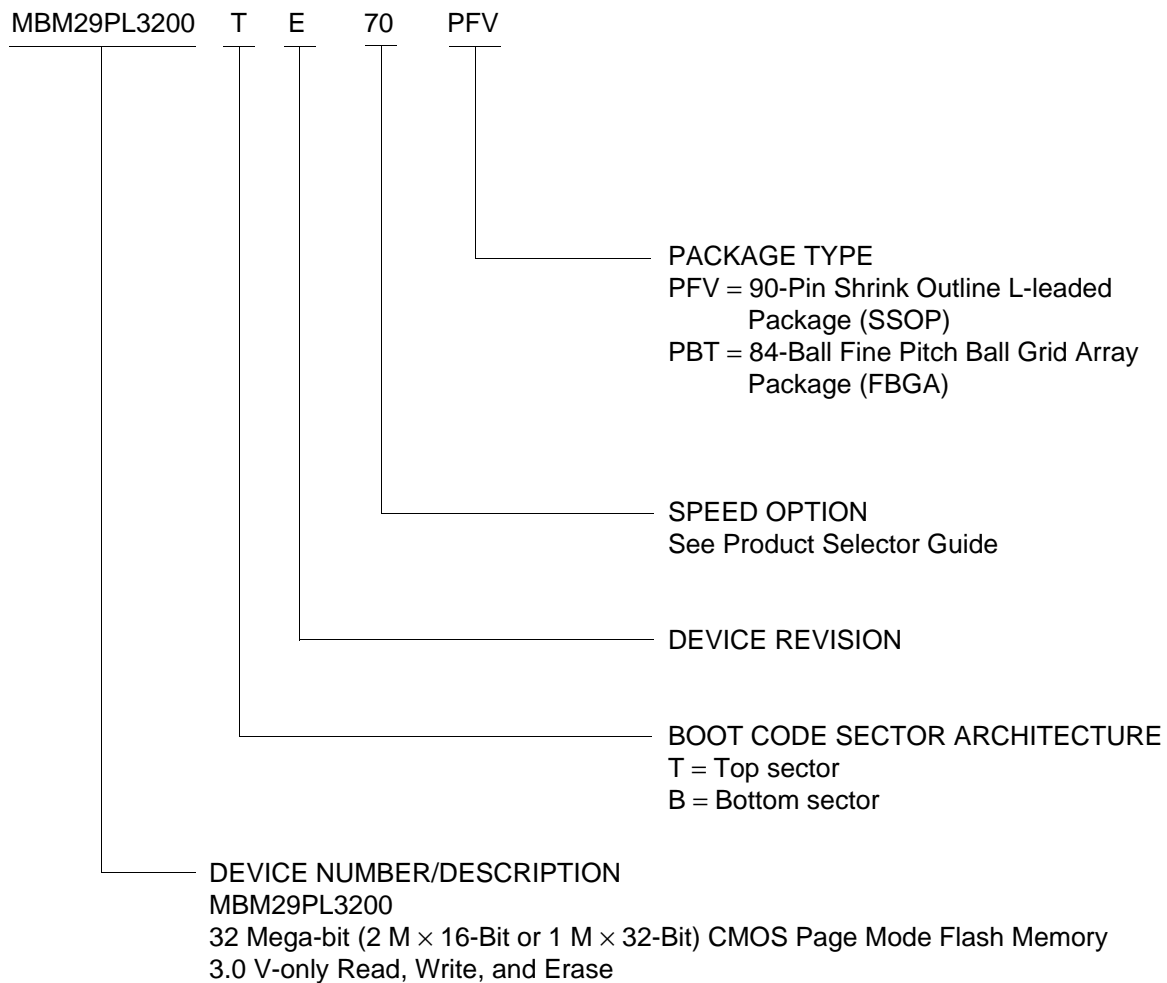 MBM29PL3200 T E 70 PFV
PACKAGE TYPE
PFV = 90-Pin Shrink Outline L-leaded
Package (SSOP)
PBT = 84-Ball Fine Pitch Ball Grid Array
Package (FBGA)
SPEED OPTION
See Product Selector Guide
DEVICE REVISION
BOOT CODE SECTOR ARCHITECTURE
T = Top sector
B = Bottom sector
DEVICE NUMBER/DESCRIPTION
MBM29PL3200
32 Mega-bit (2 M × 16-Bit or 1 M × 32-Bit) CMOS Page Mode Flash Memory
3.0 V-only Read, Write, and Erase